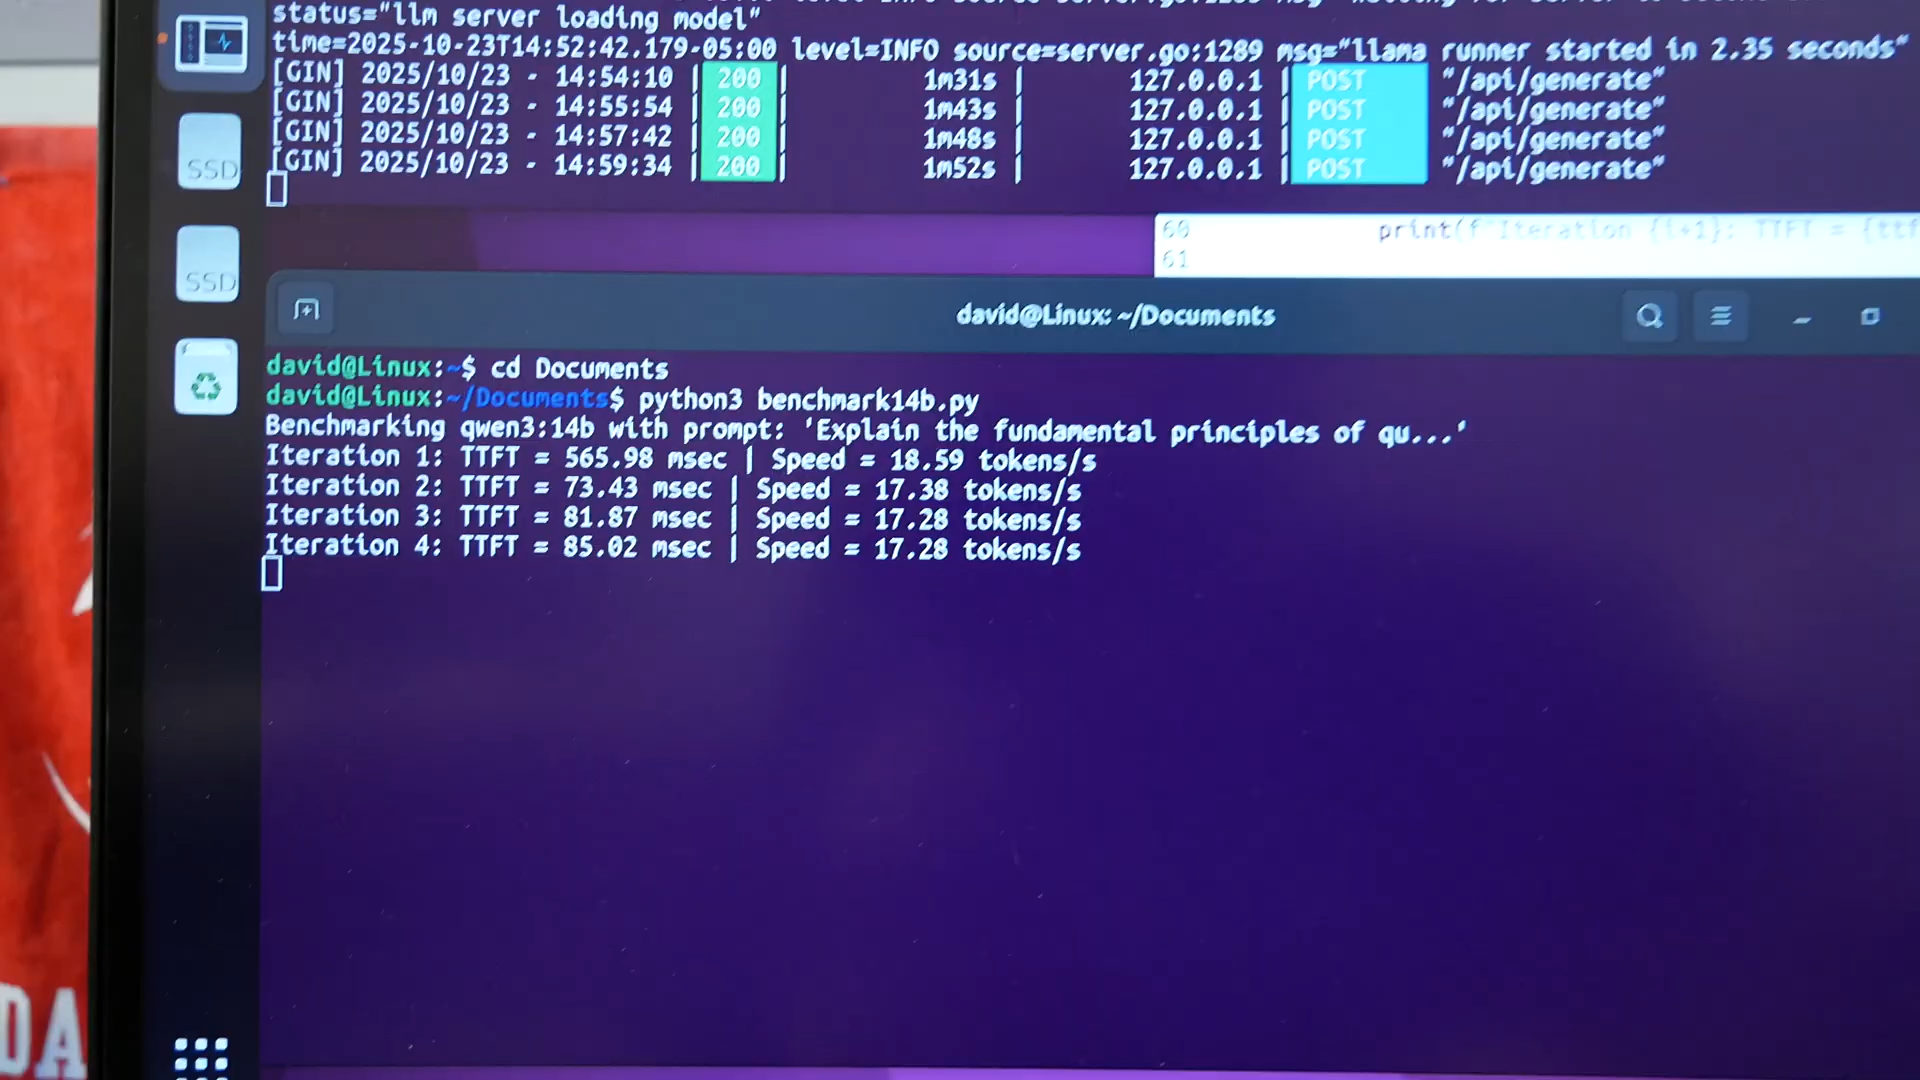 status="llm server loading model"
time=2025-10-23T14:52:42.179-05:00 level=INFO source=server.go:1289 msg="llama runner started in 2.35 seconds"
[GIN] 2025/10/23 - 14:54:10 | 200 | 1m31s | 127.0.0.1 | POST "/api/generate"
[GIN] 2025/10/23 - 14:55:54 | 200 | 1m43s | 127.0.0.1 | POST "/api/generate"
[GIN] 2025/10/23 - 14:57:42 | 200 | 1m48s | 127.0.0.1 | POST "/api/generate"
[GIN] 2025/10/23 - 14:59:34 | 200 | 1m52s | 127.0.0.1 | POST "/api/generate"
SSD
SSD
60 print(f"Iteration {i+1}: TTFT = {ttf
61
david@Linux: ~/Documents
david@Linux:~$ cd Documents
david@Linux:~/Documents$ python3 benchmark14b.py
Benchmarking qwen3:14b with prompt: 'Explain the fundamental principles of qu...'
Iteration 1: TTFT = 565.98 msec | Speed = 18.59 tokens/s
Iteration 2: TTFT = 73.43 msec | Speed = 17.38 tokens/s
Iteration 3: TTFT = 81.87 msec | Speed = 17.28 tokens/s
Iteration 4: TTFT = 85.02 msec | Speed = 17.28 tokens/s
DA